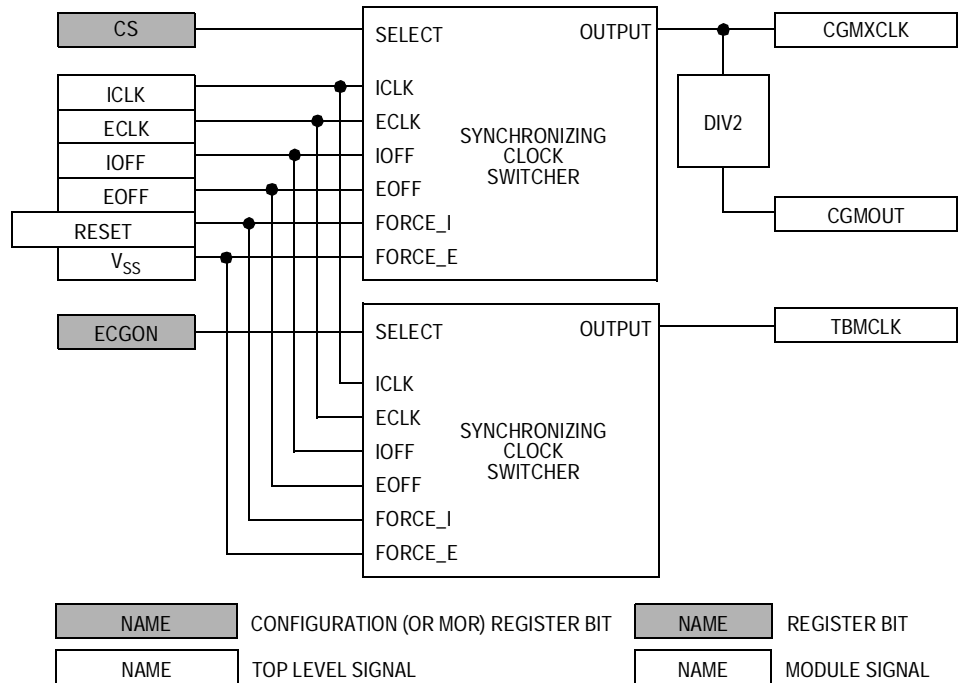 CS
SELECT
OUTPUT
CGMXCLK
ICLK
ECLK
IOFF
EOFF
RESET
VSS
ICLK
ECLK
IOFF
EOFF
FORCE_I
FORCE_E
SYNCHRONIZING
CLOCK
SWITCHER
DIV2
CGMOUT
ECGON
SELECT
OUTPUT
TBMCLK
ICLK
ECLK
IOFF
EOFF
FORCE_I
FORCE_E
SYNCHRONIZING
CLOCK
SWITCHER
NAME CONFIGURATION (OR MOR) REGISTER BIT
NAME REGISTER BIT
NAME TOP LEVEL SIGNAL
NAME MODULE SIGNAL